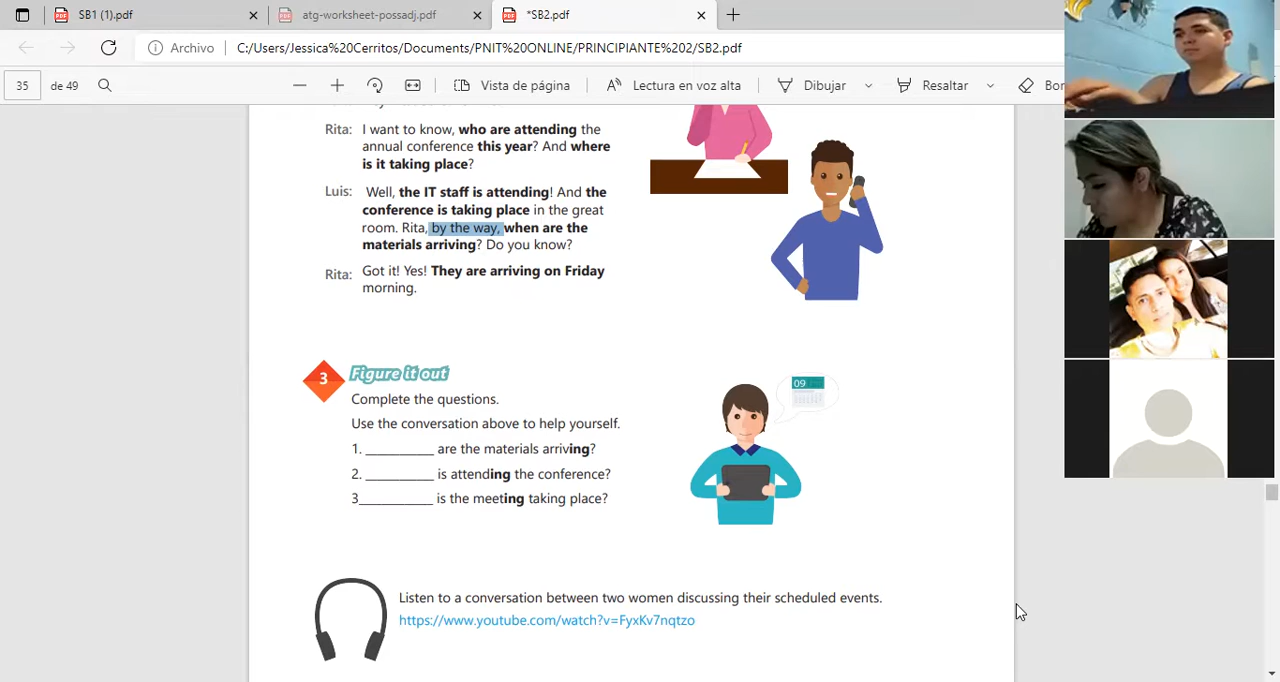 SB1 (1).pdf
atg-worksheet-possadj.pdf
*SB2.pdf
Archivo
C:/Users/Jessica%20Cerritos/Documents/PNIT%20ONLINE/PRINCIPIANTE%202/SB2.pdf
35 de 49
Vista de página
Lectura en voz alta
Dibujar
Resaltar
Bor
Rita: I want to know, who are attending the
annual conference this year? And where
is it taking place?
Luis: Well, the IT staff is attending! And the
conference is taking place in the great
room. Rita, by the way, when are the
materials arriving? Do you know?
Rita: Got it! Yes! They are arriving on Friday
morning.
3 Figure it out
09
Complete the questions.
Use the conversation above to help yourself.
1. __________ are the materials arriving?
2. __________ is attending the conference?
3___________ is the meeting taking place?
Listen to a conversation between two women discussing their scheduled events.
https://www.youtube.com/watch?v=FyxKv7nqtzo